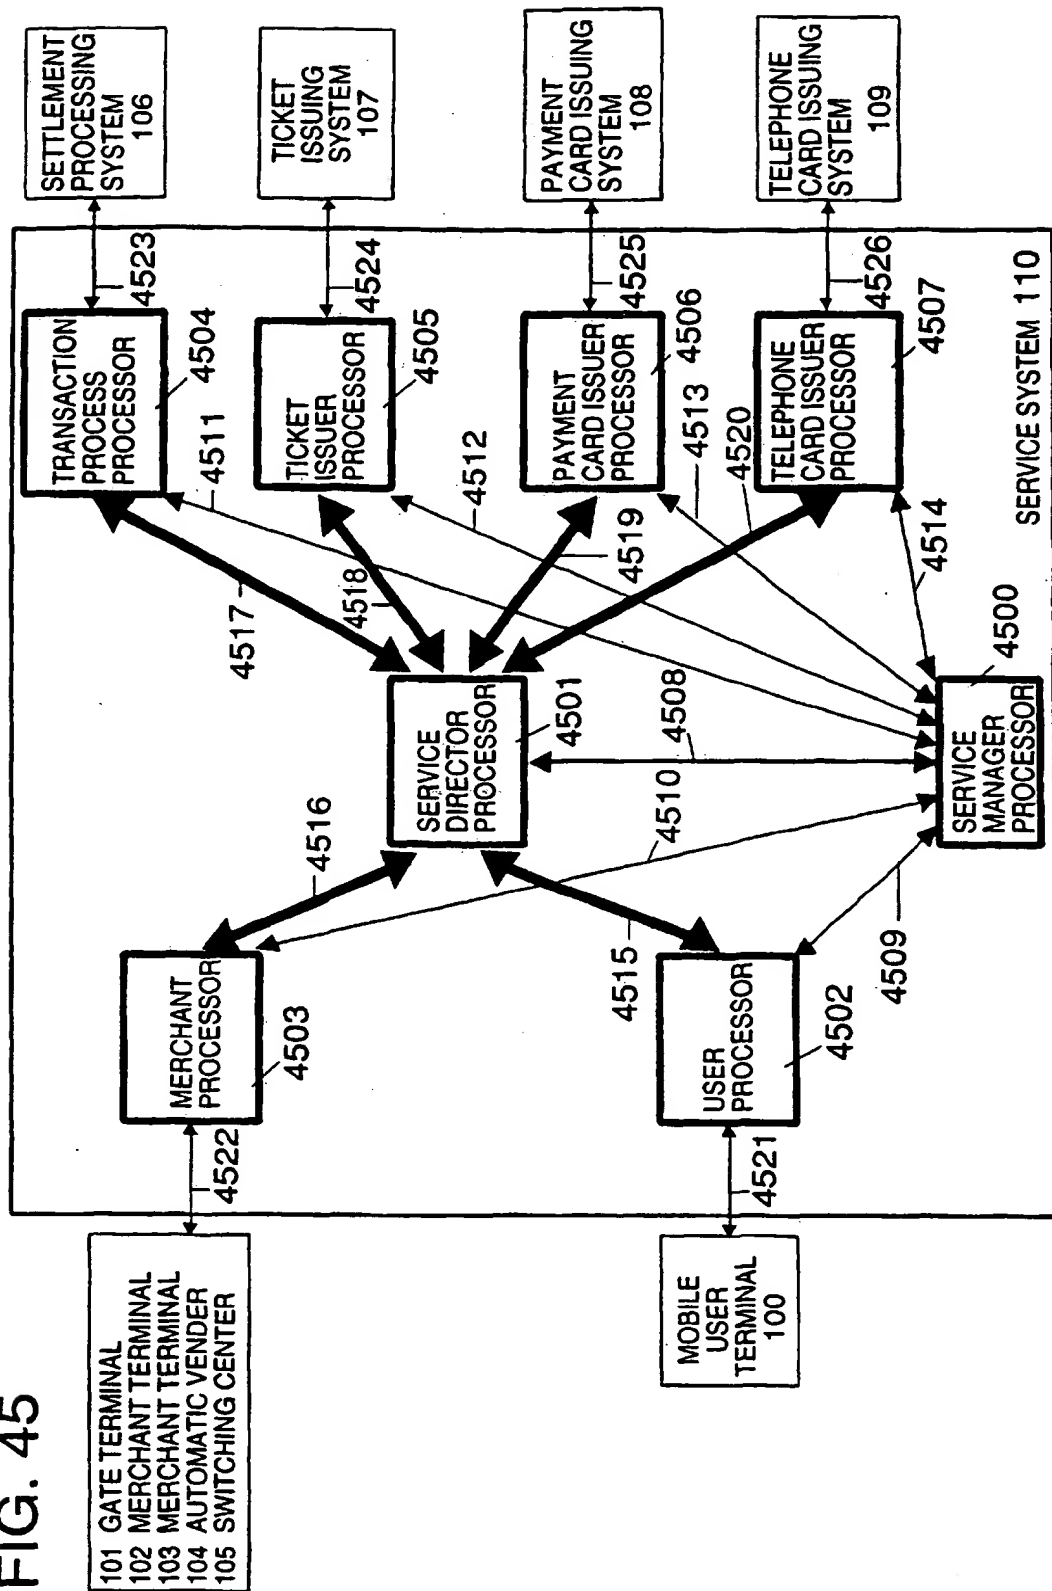 FIG. 45
101 GATE TERMINAL
102 MERCHANT TERMINAL
103 MERCHANT TERMINAL
104 AUTOMATIC VENDER
105 SWITCHING CENTER
MOBILE
USER
TERMINAL
100
4522
4521
MERCHANT
PROCESSOR
4503
USER
PROCESSOR
4502
4516
4515
4510
4509
SERVICE
DIRECTOR
PROCESSOR
4501
4508
SERVICE
MANAGER
PROCESSOR
4500
4517
4518
4519
4520
4511
4512
4513
4514
TRANSACTION
PROCESS
PROCESSOR
4504
TICKET
ISSUER
PROCESSOR
4505
PAYMENT
CARD ISSUER
PROCESSOR
4506
TELEPHONE
CARD ISSUER
PROCESSOR
4507
SERVICE SYSTEM 110
4523
4524
4525
4526
SETTLEMENT
PROCESSING
SYSTEM
106
TICKET
ISSUING
SYSTEM
107
PAYMENT
CARD ISSUING
SYSTEM
108
TELEPHONE
CARD ISSUING
SYSTEM
109